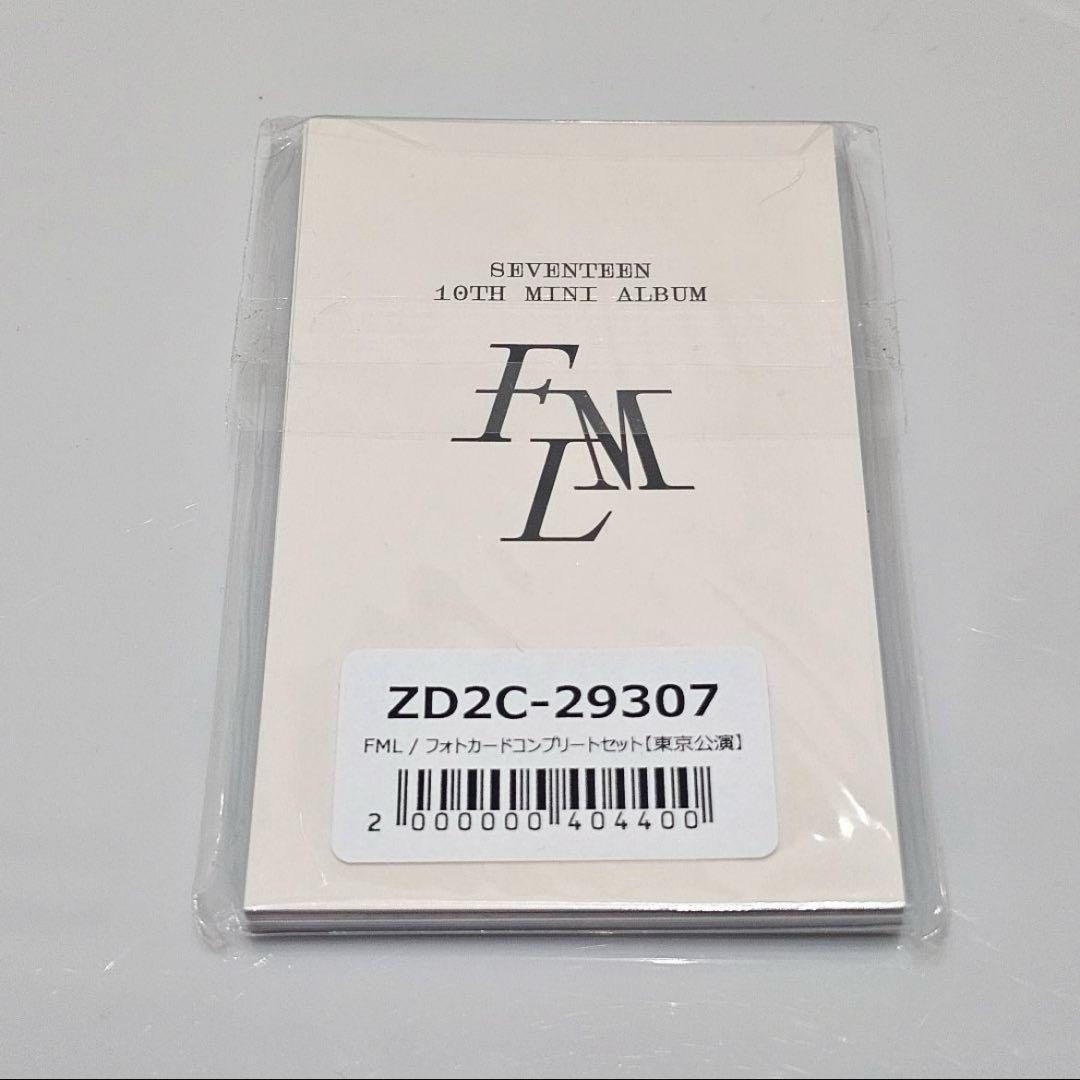 SEVENTEEN
10TH MINI ALBUM
FML
ZD2C-29307
FML / フォトカードコンプリートセット【東京公演】
2 000000 404400